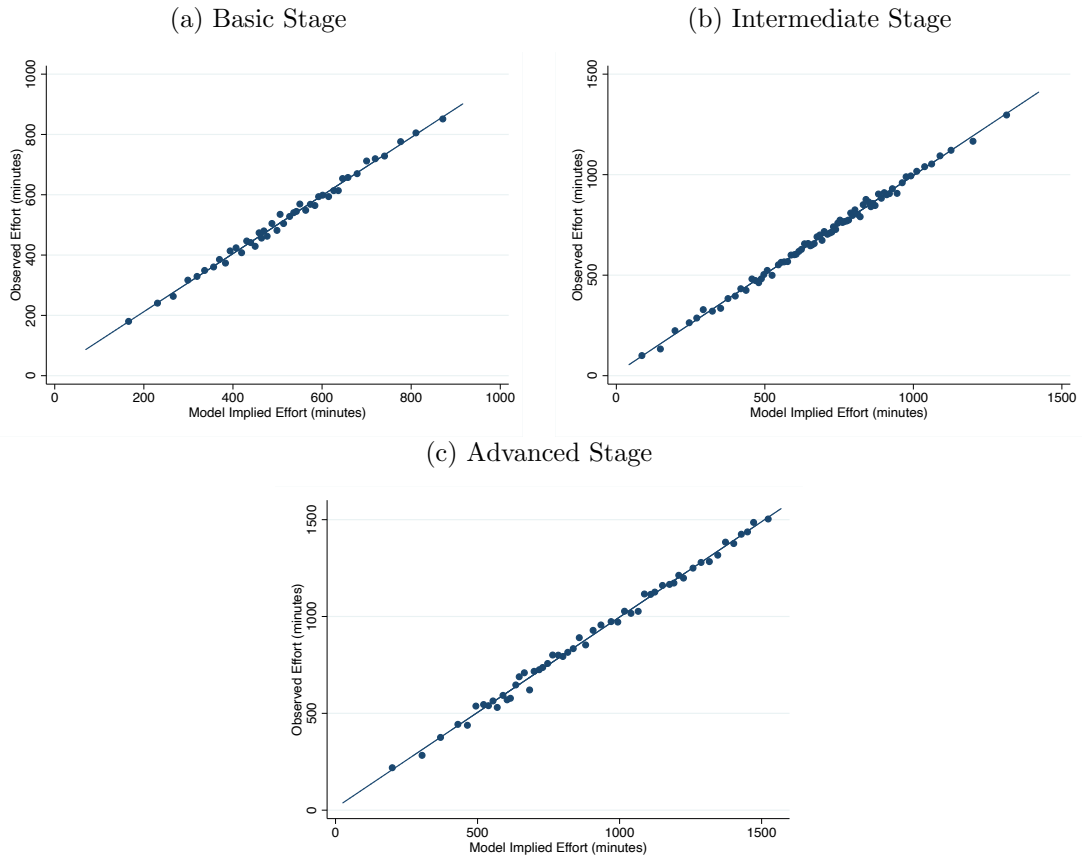 (a) Basic Stage
Observed Effort (minutes)
1000
800
600
400
200
0
0 200 400 600 800 1000
Model Implied Effort (minutes)
(b) Intermediate Stage
Observed Effort (minutes)
1500
1000
500
0
0 500 1000 1500
Model Implied Effort (minutes)
(c) Advanced Stage
Observed Effort (minutes)
1500
1000
500
0
0 500 1000 1500
Model Implied Effort (minutes)